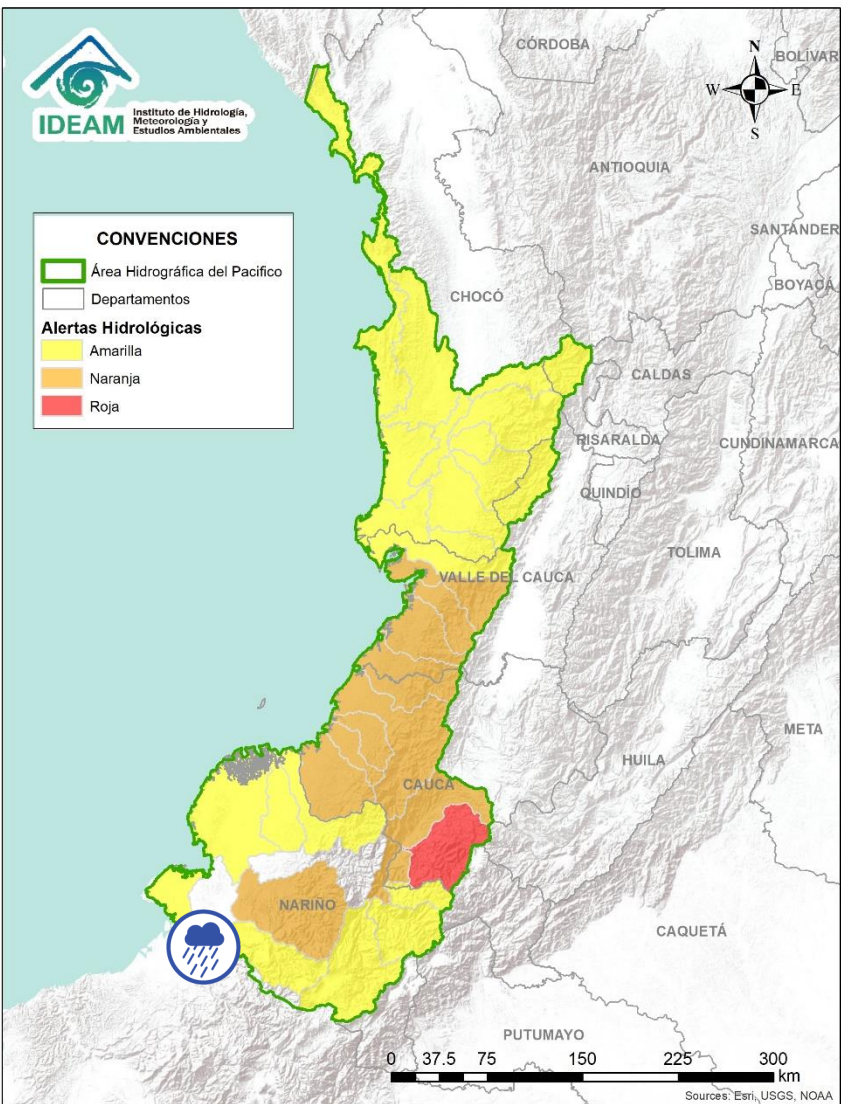 IDEAM
Instituto de Hidrología,
Meteorología y
Estudios Ambientales
N
W
E
S
CÓRDOBA
BOLÍVAR
ANTIOQUIA
SANTANDER
BOYACÁ
CONVENCIONES
Área Hidrográfica del Pacifico
Departamentos
Alertas Hidrológicas
Amarilla
Naranja
Roja
CHOCÓ
CALDAS
RISARALDA
CUNDINAMARCA
QUINDÍO
TOLIMA
VALLE DEL CAUCA
META
HUILA
CAUCA
NARIÑO
CAQUETÁ
PUTUMAYO
0 37.5 75 150 225 300
km
Sources: Esri, USGS, NOAA